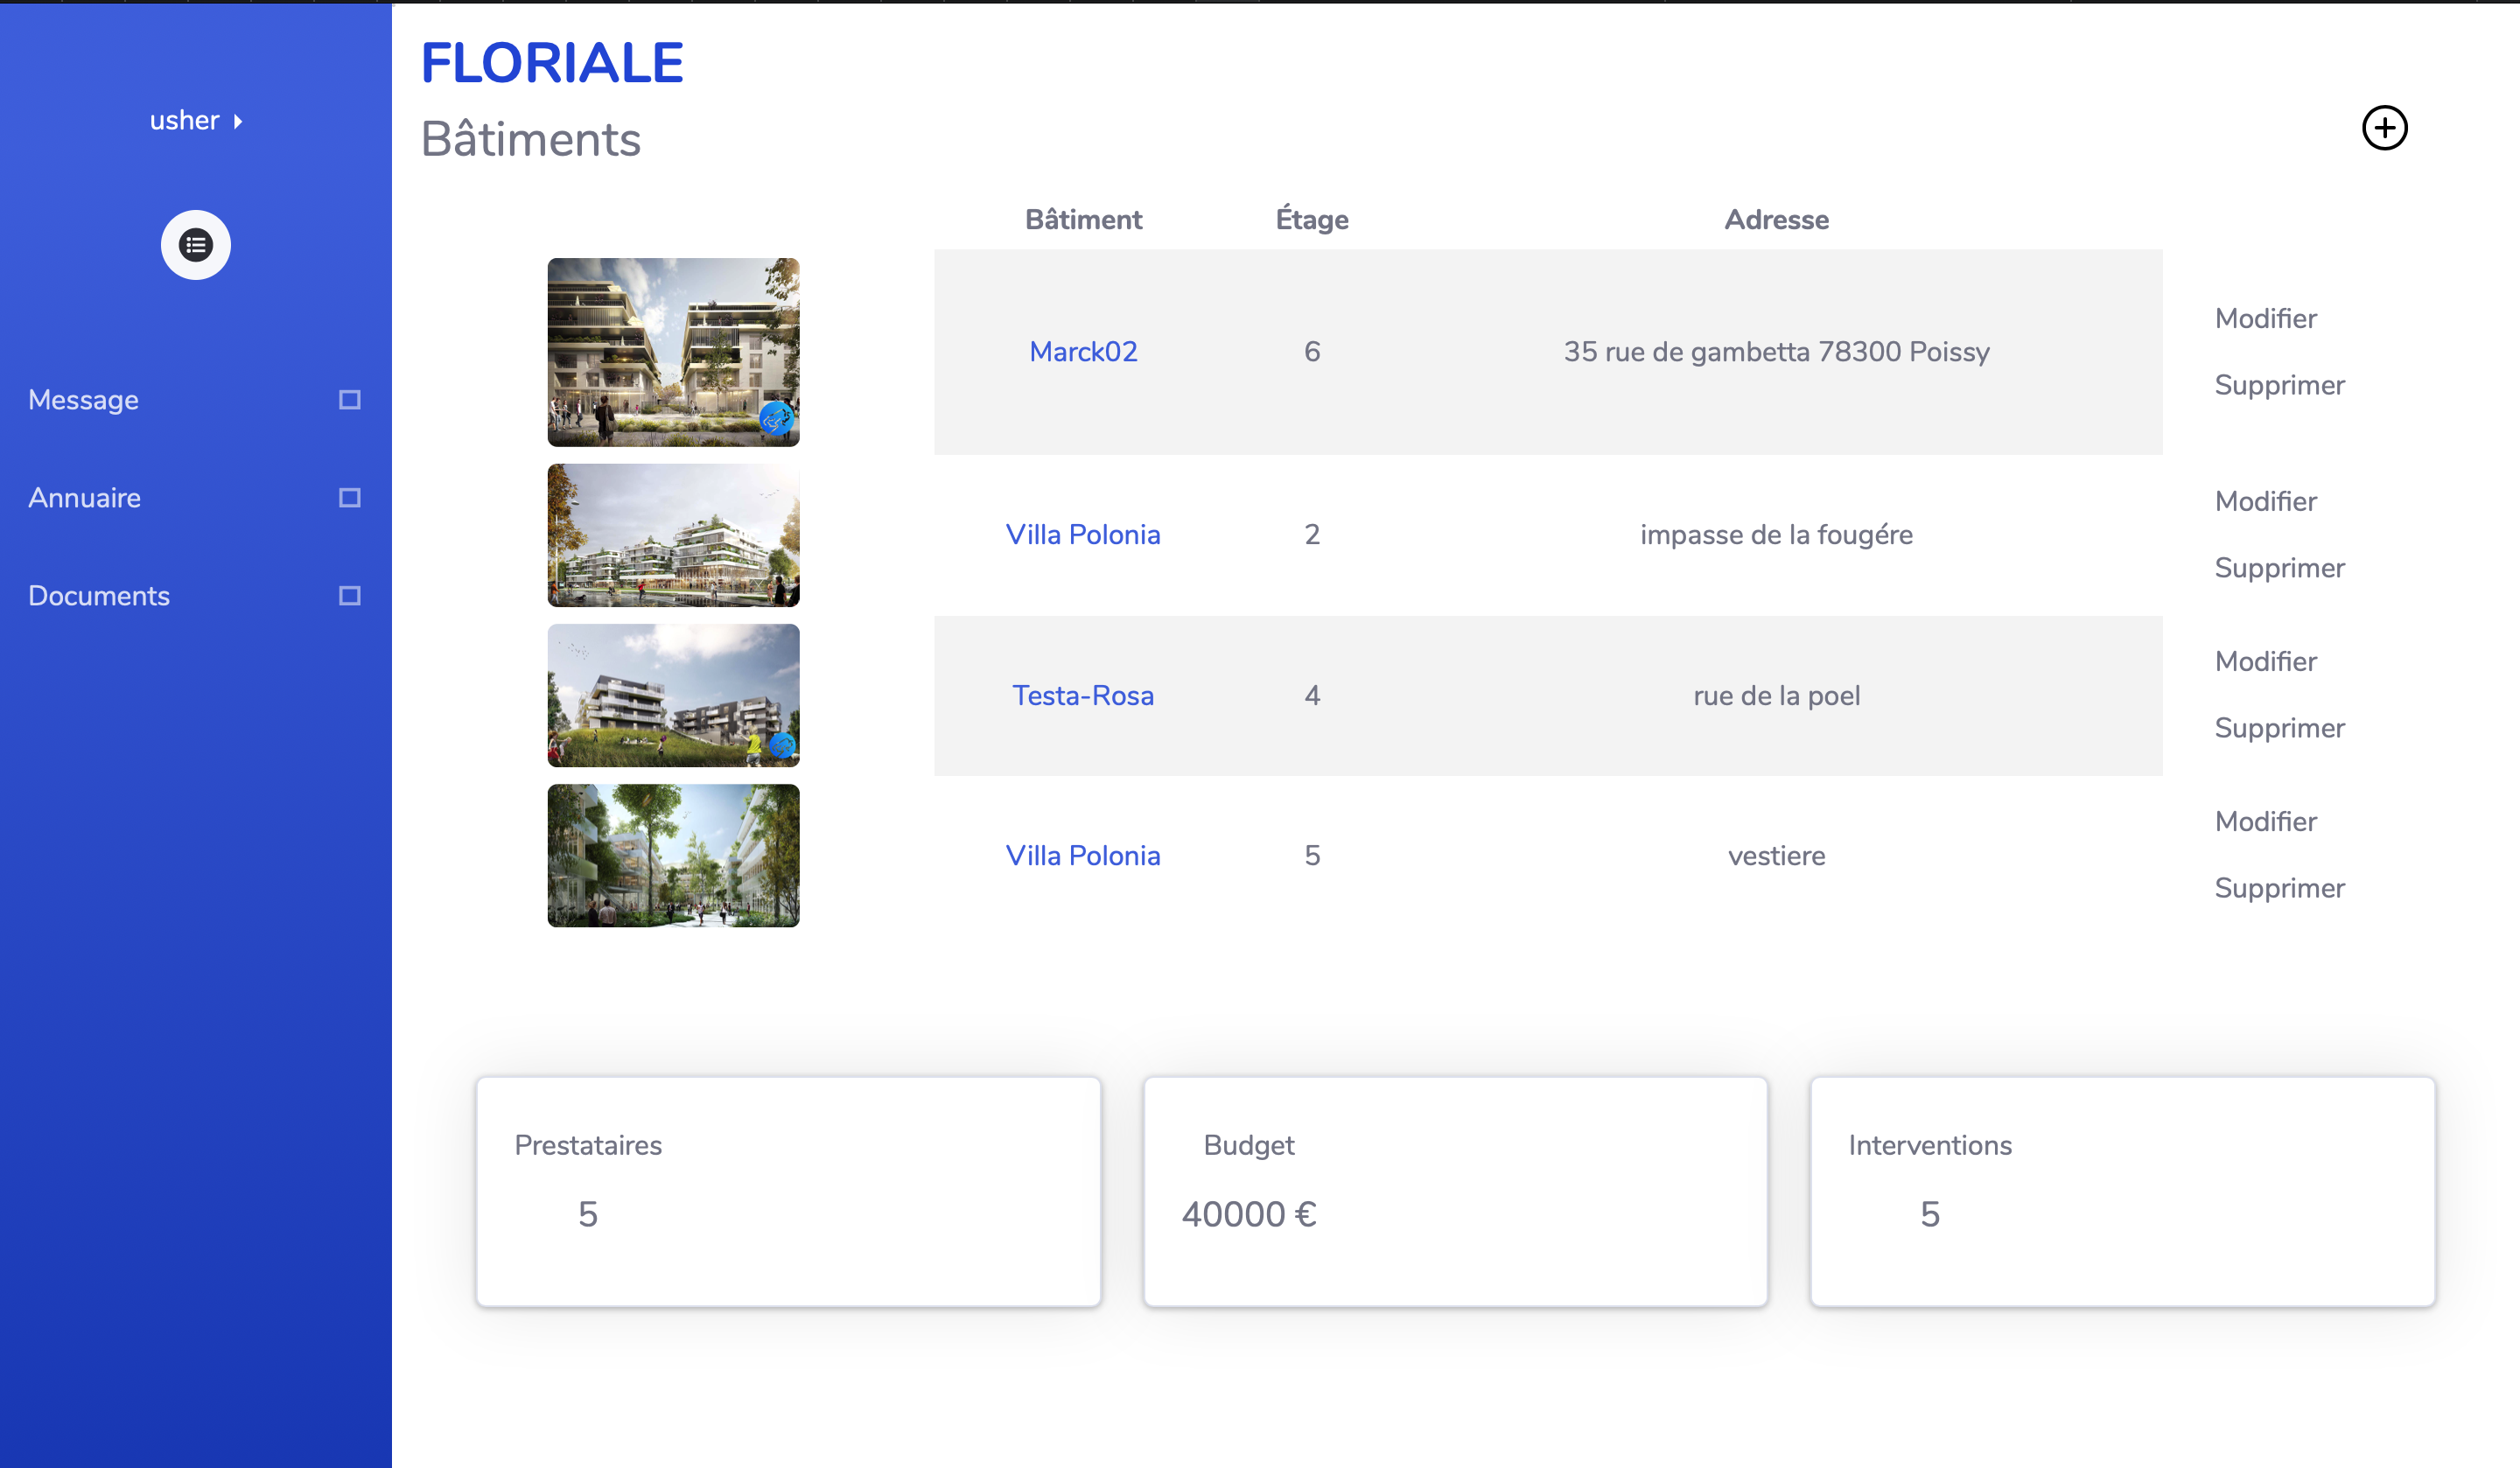 FLORIALE
usher
Bâtiments
Bâtiment Étage Adresse
Marck02 6 35 rue de gambetta 78300 Poissy
Modifier
Supprimer
Message
Villa Polonia 2 impasse de la fougére
Modifier
Supprimer
Annuaire
Documents
Testa-Rosa 4 rue de la poel
Modifier
Supprimer
Villa Polonia 5 vestiere
Modifier
Supprimer
Prestataires
5
Budget
40000 €
Interventions
5